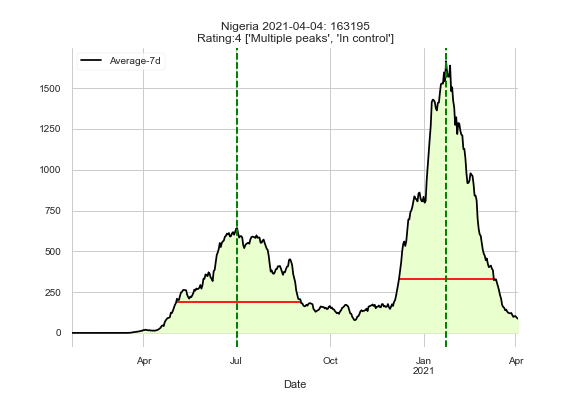 Nigeria 2021-04-04: 163195
Rating:4 ['Multiple peaks', 'In control']
Average-7d
1500
1250
1000
750
500
250
0
Apr
Jul
Oct
Jan
2021
Apr
Date